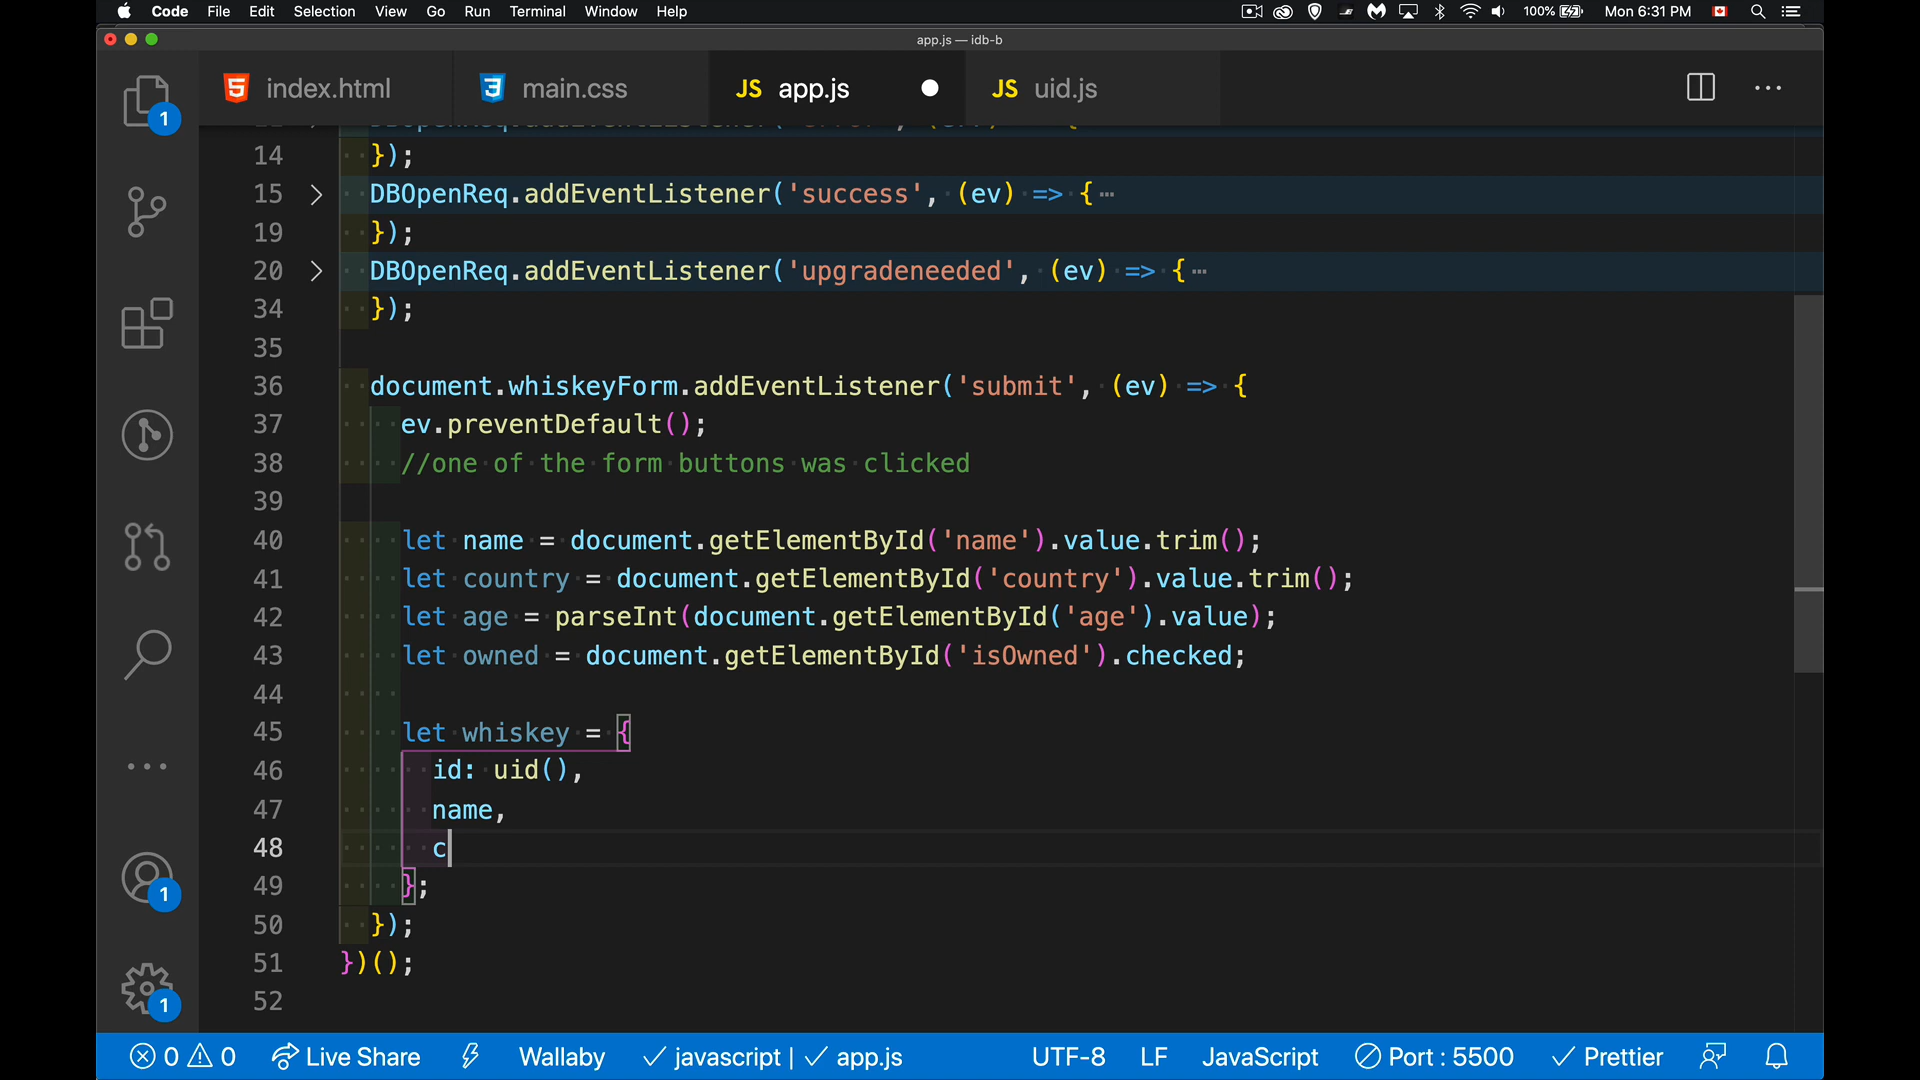 Code File Edit Selection View Go Run Terminal Window Help 100% Mon 6:31 PM
app.js — idb-b
index.html main.css JS app.js JS uid.js
14 });
15 DBOpenReq.addEventListener('success', (ev) => {
19 });
20 DBOpenReq.addEventListener('upgradeneeded', (ev) => {
34 });
35
36 document.whiskeyForm.addEventListener('submit', (ev) => {
37 ev.preventDefault();
38 //one of the form buttons was clicked
39
40 let name = document.getElementById('name').value.trim();
41 let country = document.getElementById('country').value.trim();
42 let age = parseInt(document.getElementById('age').value);
43 let owned = document.getElementById('isOwned').checked;
44
45 let whiskey = {
46 id: uid(),
47 name,
48 c
49 };
50 });
51 })();
52
1
1
1
0 0 Live Share Wallaby javascript | app.js UTF-8 LF JavaScript Port : 5500 Prettier